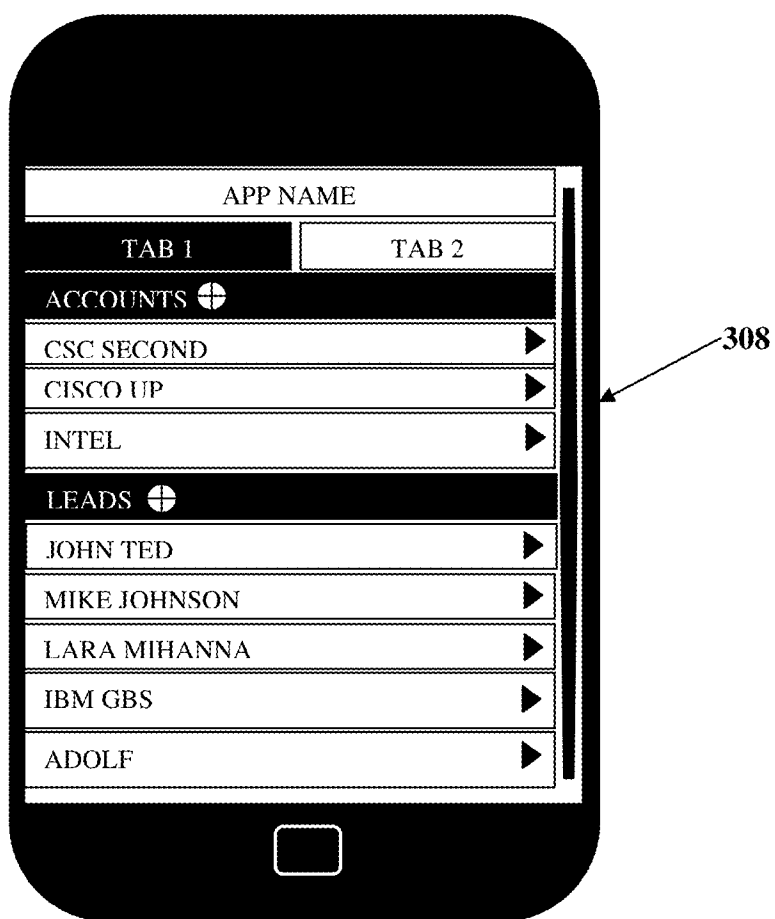 APP NAME
TAB 1 TAB 2
ACCOUNTS
CSC SECOND
CISCO UP
INTEL
LEADS
JOHN TED
MIKE JOHNSON
LARA MIHANNA
IBM GBS
ADOLF
308